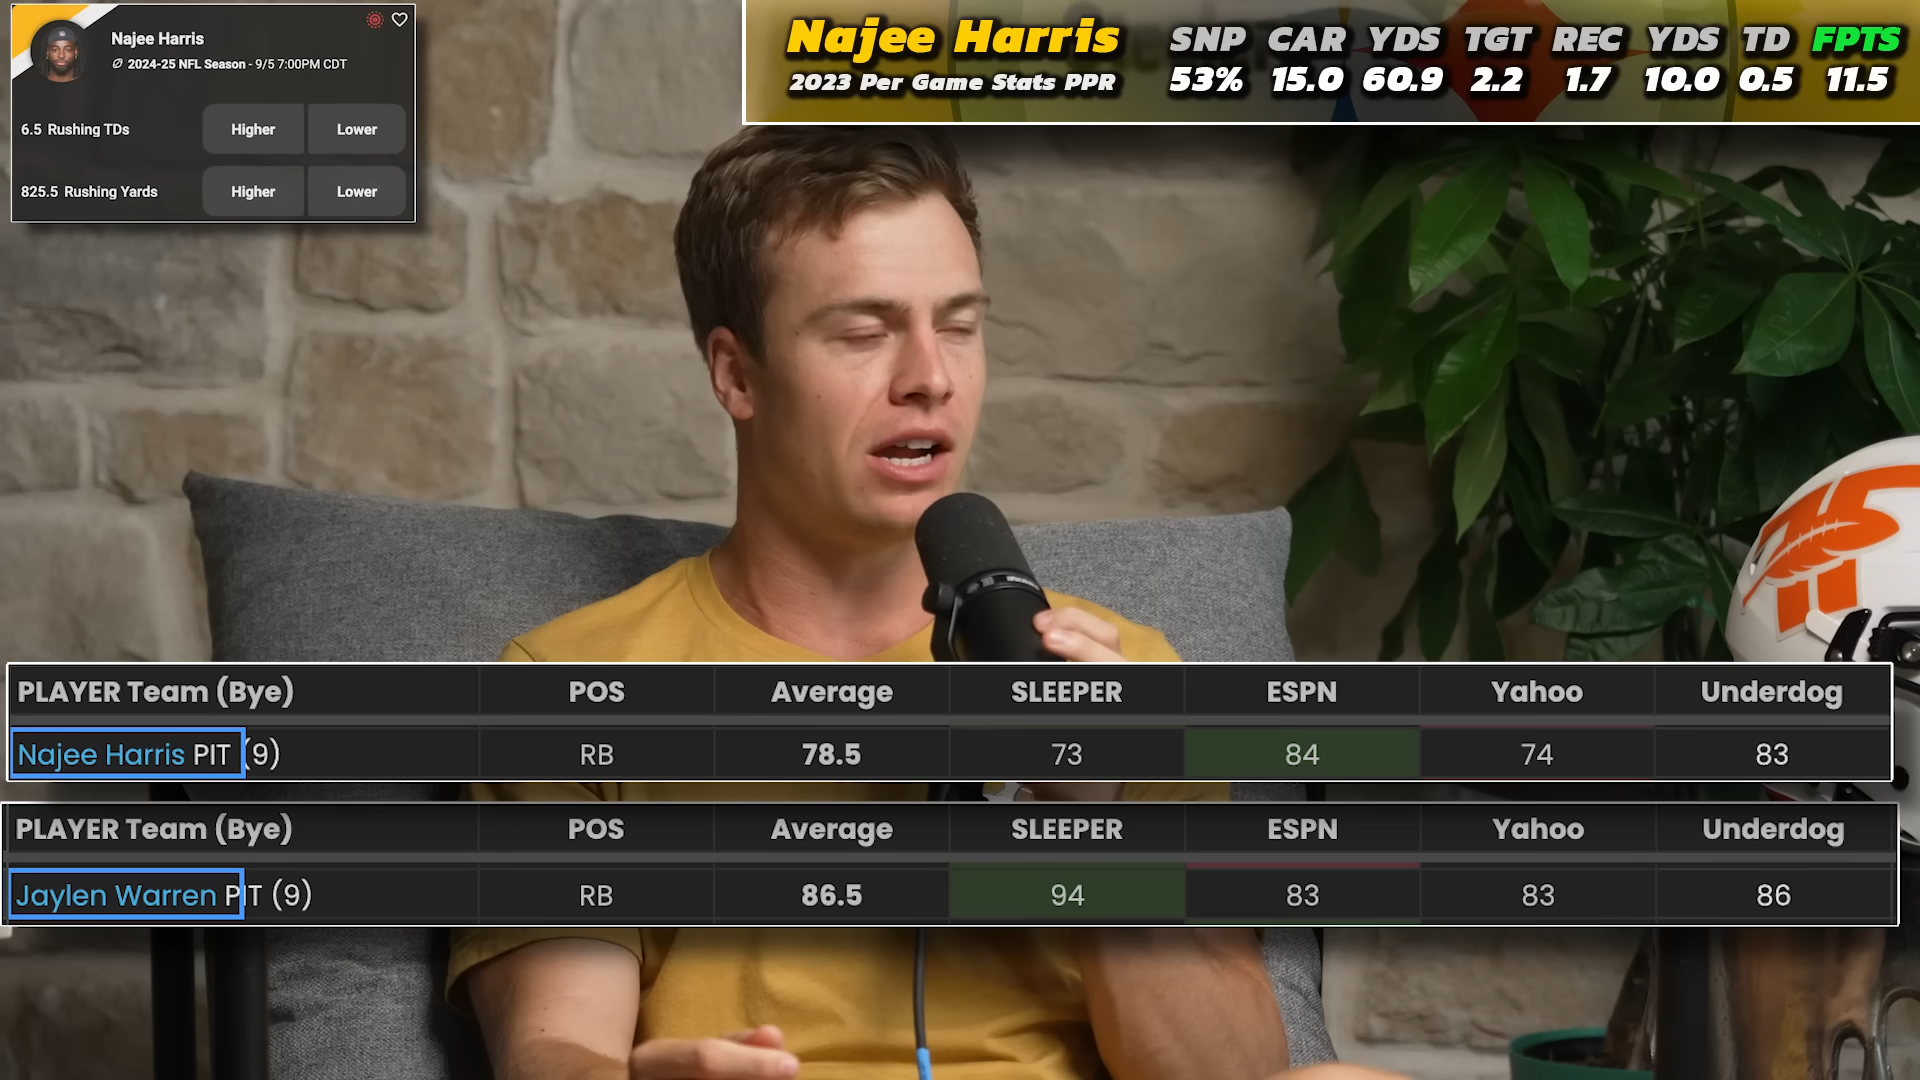 Najee Harris
2024-25 NFL Season - 9/5 7:00PM CDT
6.5 Rushing TDs Higher Lower
825.5 Rushing Yards Higher Lower
Najee Harris SNP CAR YDS TGT REC YDS TD FPTS
2023 Per Game Stats PPR 53% 15.0 60.9 2.2 1.7 10.0 0.5 11.5
PLAYER Team (Bye) POS Average SLEEPER ESPN Yahoo Underdog
Najee Harris PIT (9) RB 78.5 73 84 74 83
PLAYER Team (Bye) POS Average SLEEPER ESPN Yahoo Underdog
Jaylen Warren PIT (9) RB 86.5 94 83 83 86